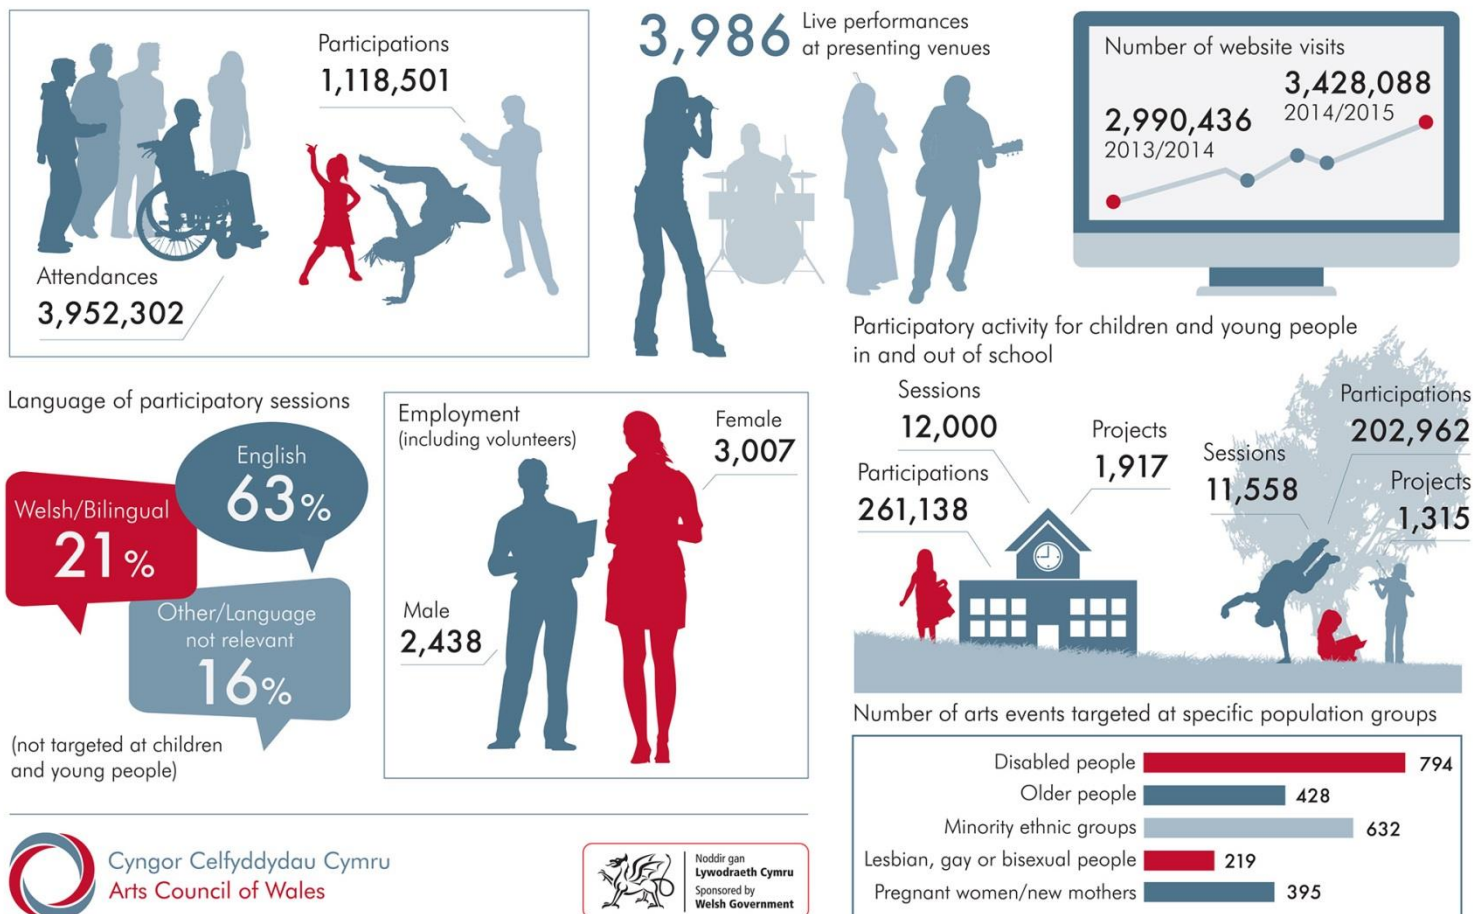 Participations
1,118,501
Attendances
3,952,302
3,986
Live performances
at presenting venues
Number of website visits
3,428,088
2014/2015
2,990,436
2013/2014
Language of participatory sessions
English
63%
Welsh/Bilingual
21%
Other/Language
not relevant
16%
(not targeted at children
and young people)
Employment
(including volunteers)
Female
3,007
Male
2,438
Participatory activity for children and young people
in and out of school
Sessions
12,000
Projects
1,917
Participations
261,138
Participations
202,962
Sessions
11,558
Projects
1,315
Number of arts events targeted at specific population groups
Disabled people 794
Older people 428
Minority ethnic groups 632
Lesbian, gay or bisexual people 219
Pregnant women/new mothers 395
Cyngor Celfyddydau Cymru
Arts Council of Wales
Noddir gan
Lywodraeth Cymru
Sponsored by
Welsh Government